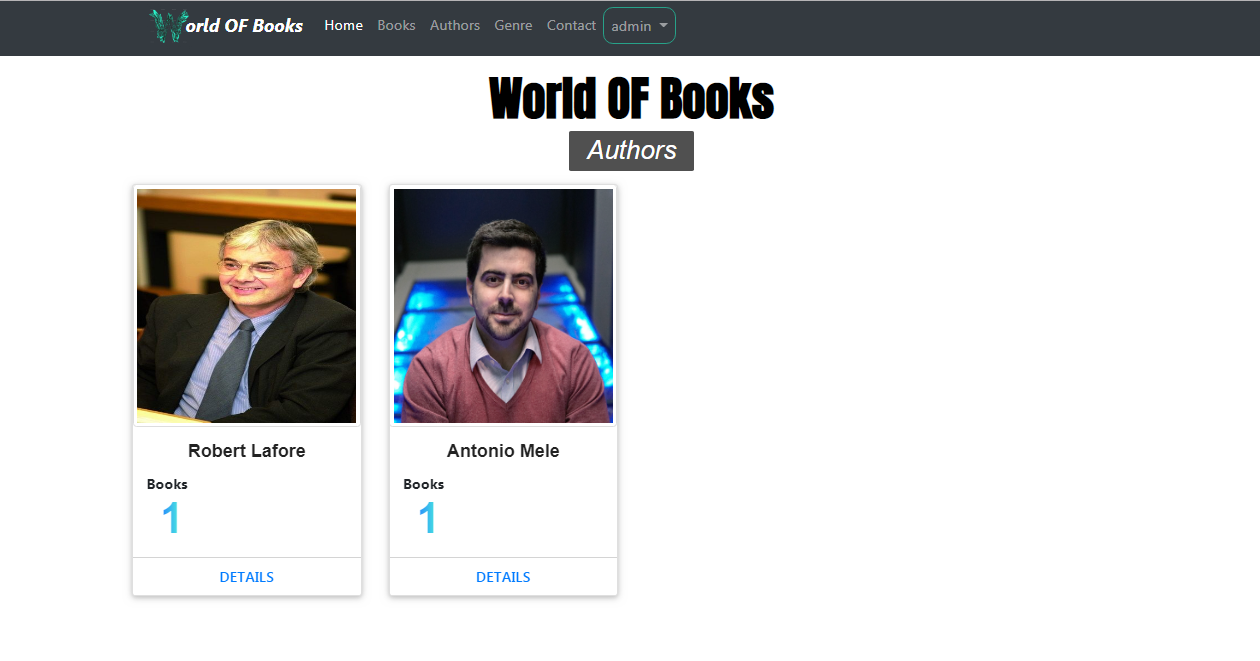 World OF Books Home Books Authors Genre Contact admin
World OF Books
Authors
Robert Lafore
Books
1
DETAILS
Antonio Mele
Books
1
DETAILS